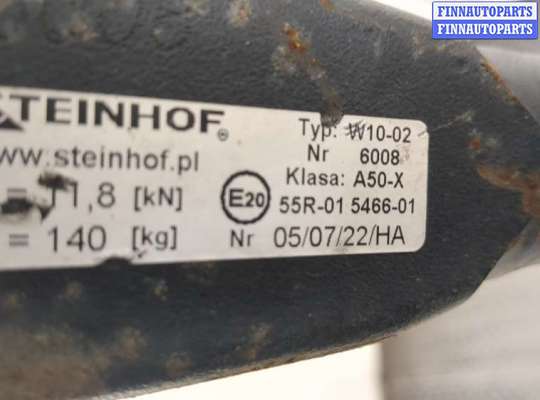 FINNAUTOPARTS
FINNAUTOPARTS
STEINHOF®
Typ: W10-02
www.steinhof.pl
Nr 6008
Klasa: A50-X
= 11,8 [kN]
E20
55R-01 5466-01
= 140 [kg]
Nr 05/07/22/HA